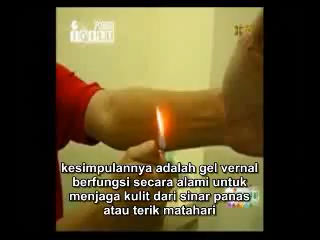 kesimpulannya adalah gel vernal
berfungsi secara alami untuk
menjaga kulit dari sinar panas
atau terik matahari